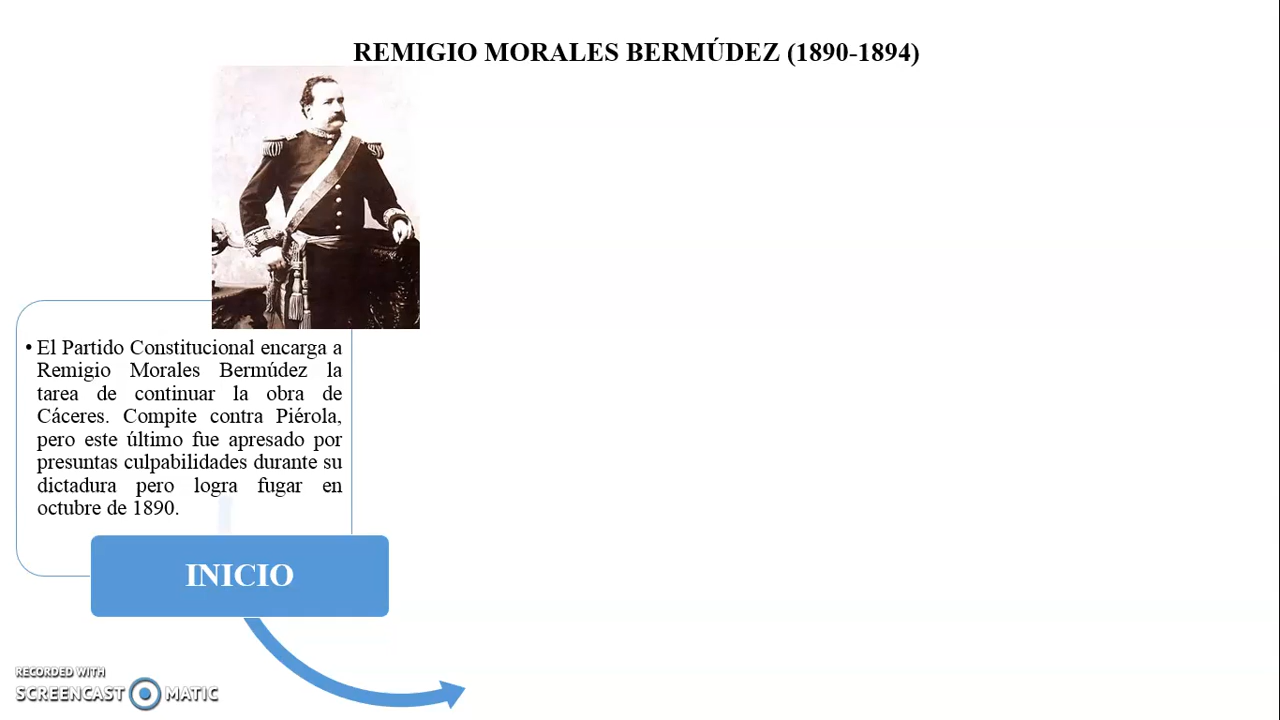 REMIGIO MORALES BERMÚDEZ (1890-1894)
• El Partido Constitucional encarga a
Remigio Morales Bermúdez la
tarea de continuar la obra de
Cáceres. Compite contra Piérola,
pero este último fue apresado por
presuntas culpabilidades durante su
dictadura pero logra fugar en
octubre de 1890.
INICIO
RECORDED WITH
SCREENCAST MATIC